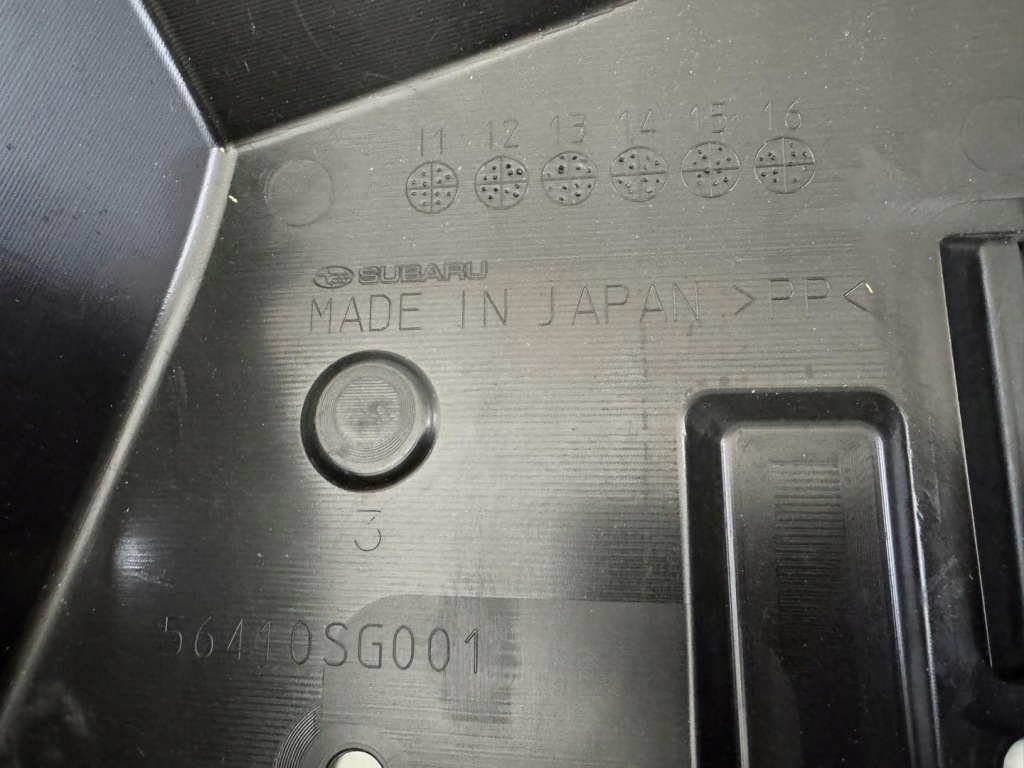 11 12 13 14 15 16
SUBARU
MADE IN JAPAN >PP<
3
56410SG001